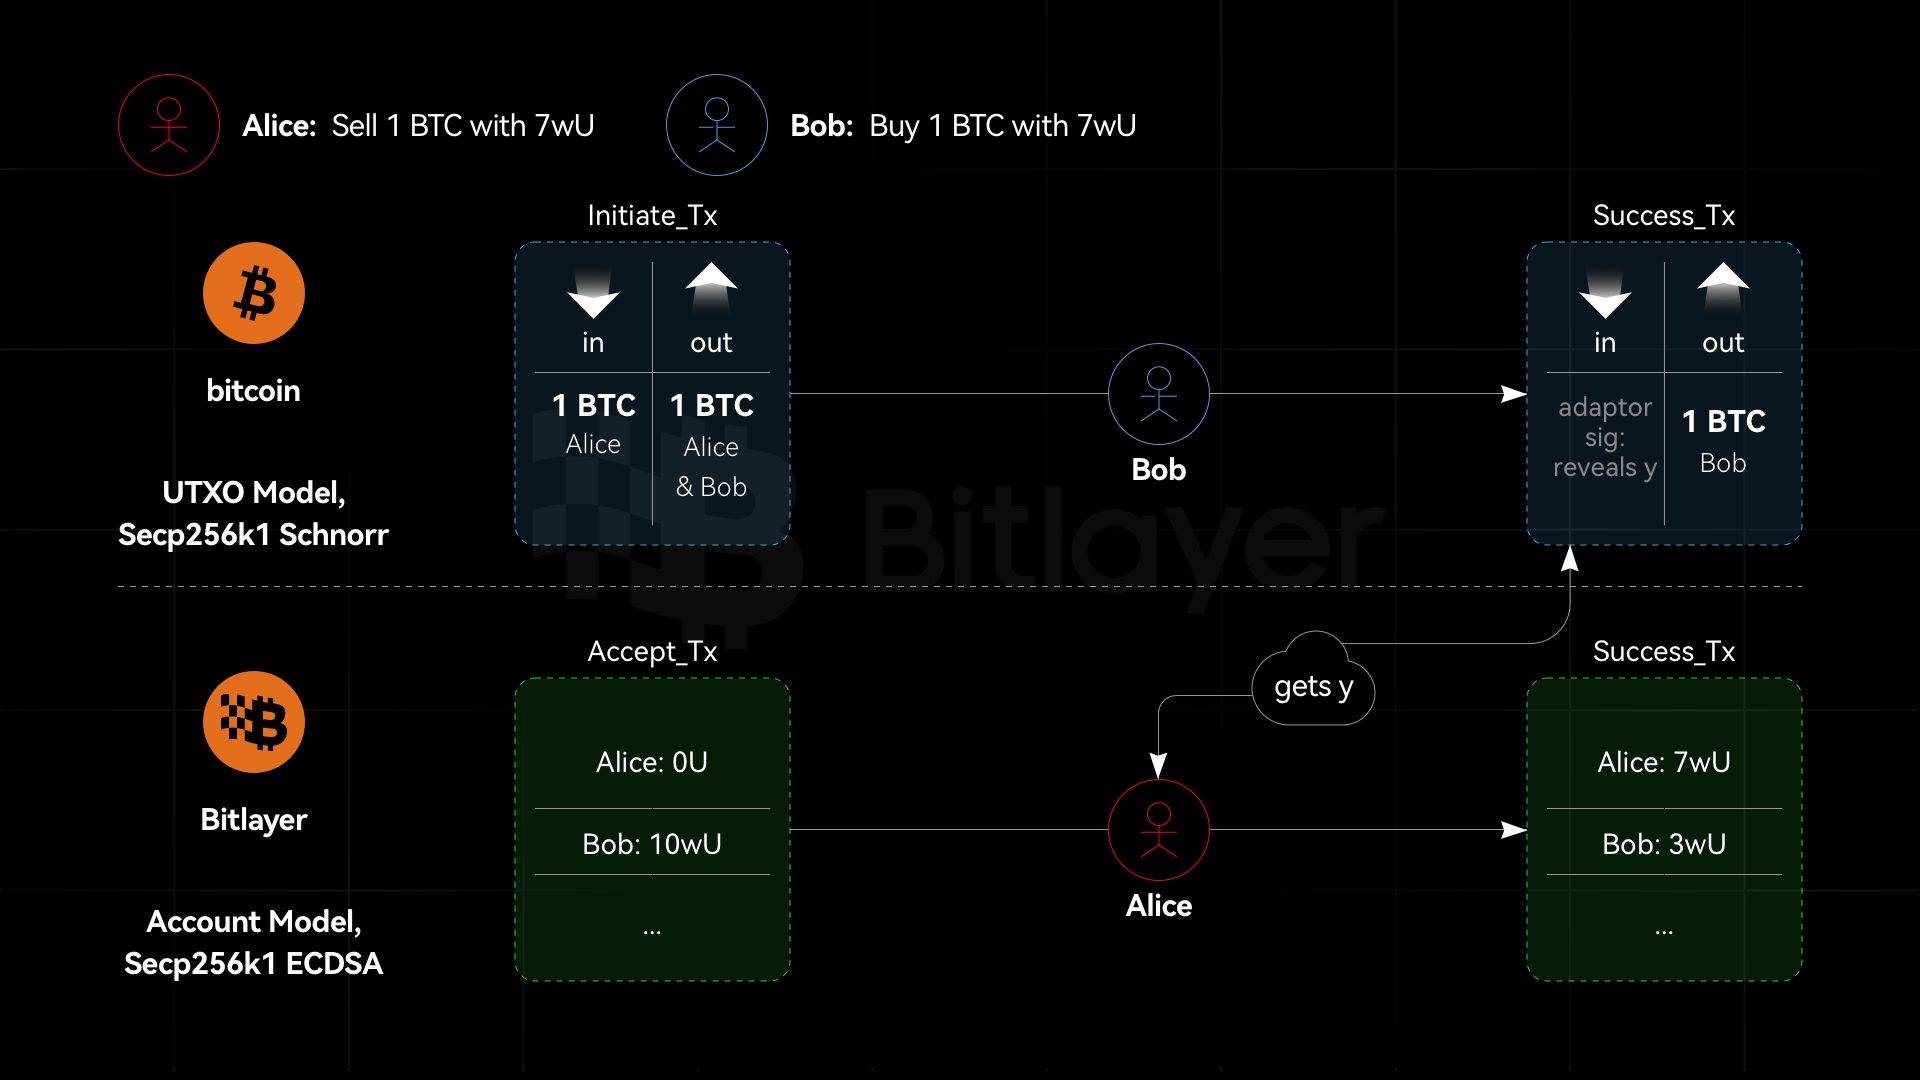 Alice: Sell 1 BTC with 7wU
Bob: Buy 1 BTC with 7wU
bitcoin
UTXO Model,
Secp256k1 Schnorr
Initiate_Tx
in
out
1 BTC
Alice
1 BTC
Alice
& Bob
Bob
Success_Tx
in
out
adaptor
sig:
reveals y
1 BTC
Bob
Bitlayer
Bitlayer
Account Model,
Secp256k1 ECDSA
Accept_Tx
Alice: 0U
Bob: 10wU
...
gets y
Alice
Success_Tx
Alice: 7wU
Bob: 3wU
...